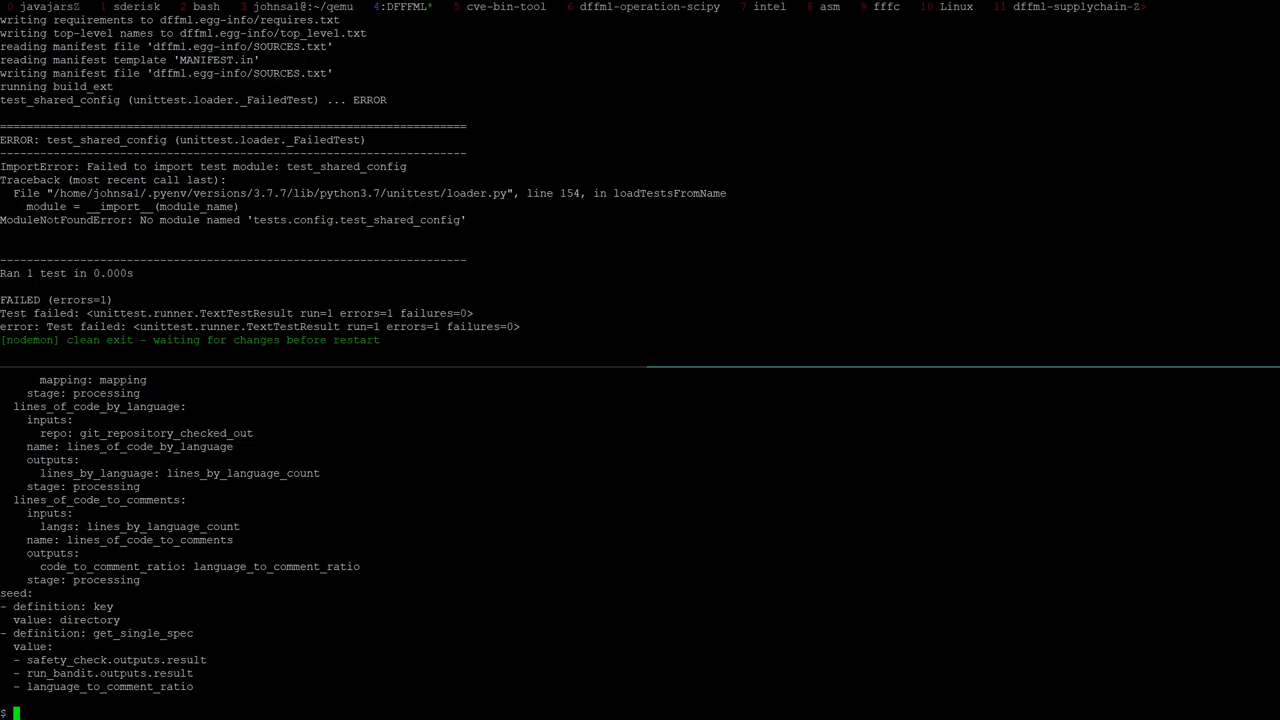 0 javajarsZ  1 sderisk  2 bash  3 johnsa1@:~/qemu  4:DFFFML*  5 cve-bin-tool  6 dffml-operation-scipy  7 intel  8 asm  9 fffc  10 Linux  11 dffml-supplychain-Z>
writing requirements to dffml.egg-info/requires.txt
writing top-level names to dffml.egg-info/top_level.txt
reading manifest file 'dffml.egg-info/SOURCES.txt'
reading manifest template 'MANIFEST.in'
writing manifest file 'dffml.egg-info/SOURCES.txt'
running build_ext
test_shared_config (unittest.loader._FailedTest) ... ERROR
======================================================================
ERROR: test_shared_config (unittest.loader._FailedTest)
----------------------------------------------------------------------
ImportError: Failed to import test module: test_shared_config
Traceback (most recent call last):
  File "/home/johnsa1/.pyenv/versions/3.7.7/lib/python3.7/unittest/loader.py", line 154, in loadTestsFromName
    module = __import__(module_name)
ModuleNotFoundError: No module named 'tests.config.test_shared_config'
----------------------------------------------------------------------
Ran 1 test in 0.000s
FAILED (errors=1)
Test failed: <unittest.runner.TextTestResult run=1 errors=1 failures=0>
error: Test failed: <unittest.runner.TextTestResult run=1 errors=1 failures=0>
[nodemon] clean exit - waiting for changes before restart
      mapping: mapping
    stage: processing
  lines_of_code_by_language:
    inputs:
      repo: git_repository_checked_out
    name: lines_of_code_by_language
    outputs:
      lines_by_language: lines_by_language_count
    stage: processing
  lines_of_code_to_comments:
    inputs:
      langs: lines_by_language_count
    name: lines_of_code_to_comments
    outputs:
      code_to_comment_ratio: language_to_comment_ratio
    stage: processing
seed:
- definition: key
  value: directory
- definition: get_single_spec
  value:
  - safety_check.outputs.result
  - run_bandit.outputs.result
  - language_to_comment_ratio
$